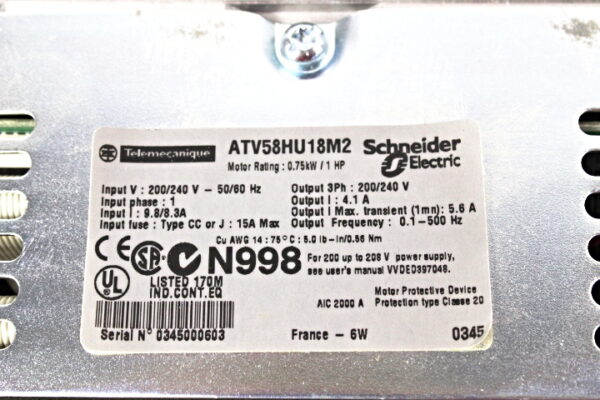 Telemecanique ATV58HU18M2 Schneider Electric
Motor Rating : 0.75kW / 1 HP
Input V : 200/240 V - 50/60 Hz
Input phase : 1
Input I : 9.8/8.3A
Input fuse : Type CC or J : 15A Max
Output 3Ph : 200/240 V
Output I : 4.1 A
Output I Max. transient (1mn): 5.6 A
Output Frequency : 0.1-500 Hz
Cu AWG 14 : 75°C : 5.0 lb-in/0.56 Nm
CE SA N998
For 200 up to 208 V power supply,
see user's manual VVDED397048.
UL LISTED 170M
IND.CONT.EQ
Motor Protective Device
AIC 2000 A Protection type Classe 20
Serial N° 0345000603 France - 6W 0345